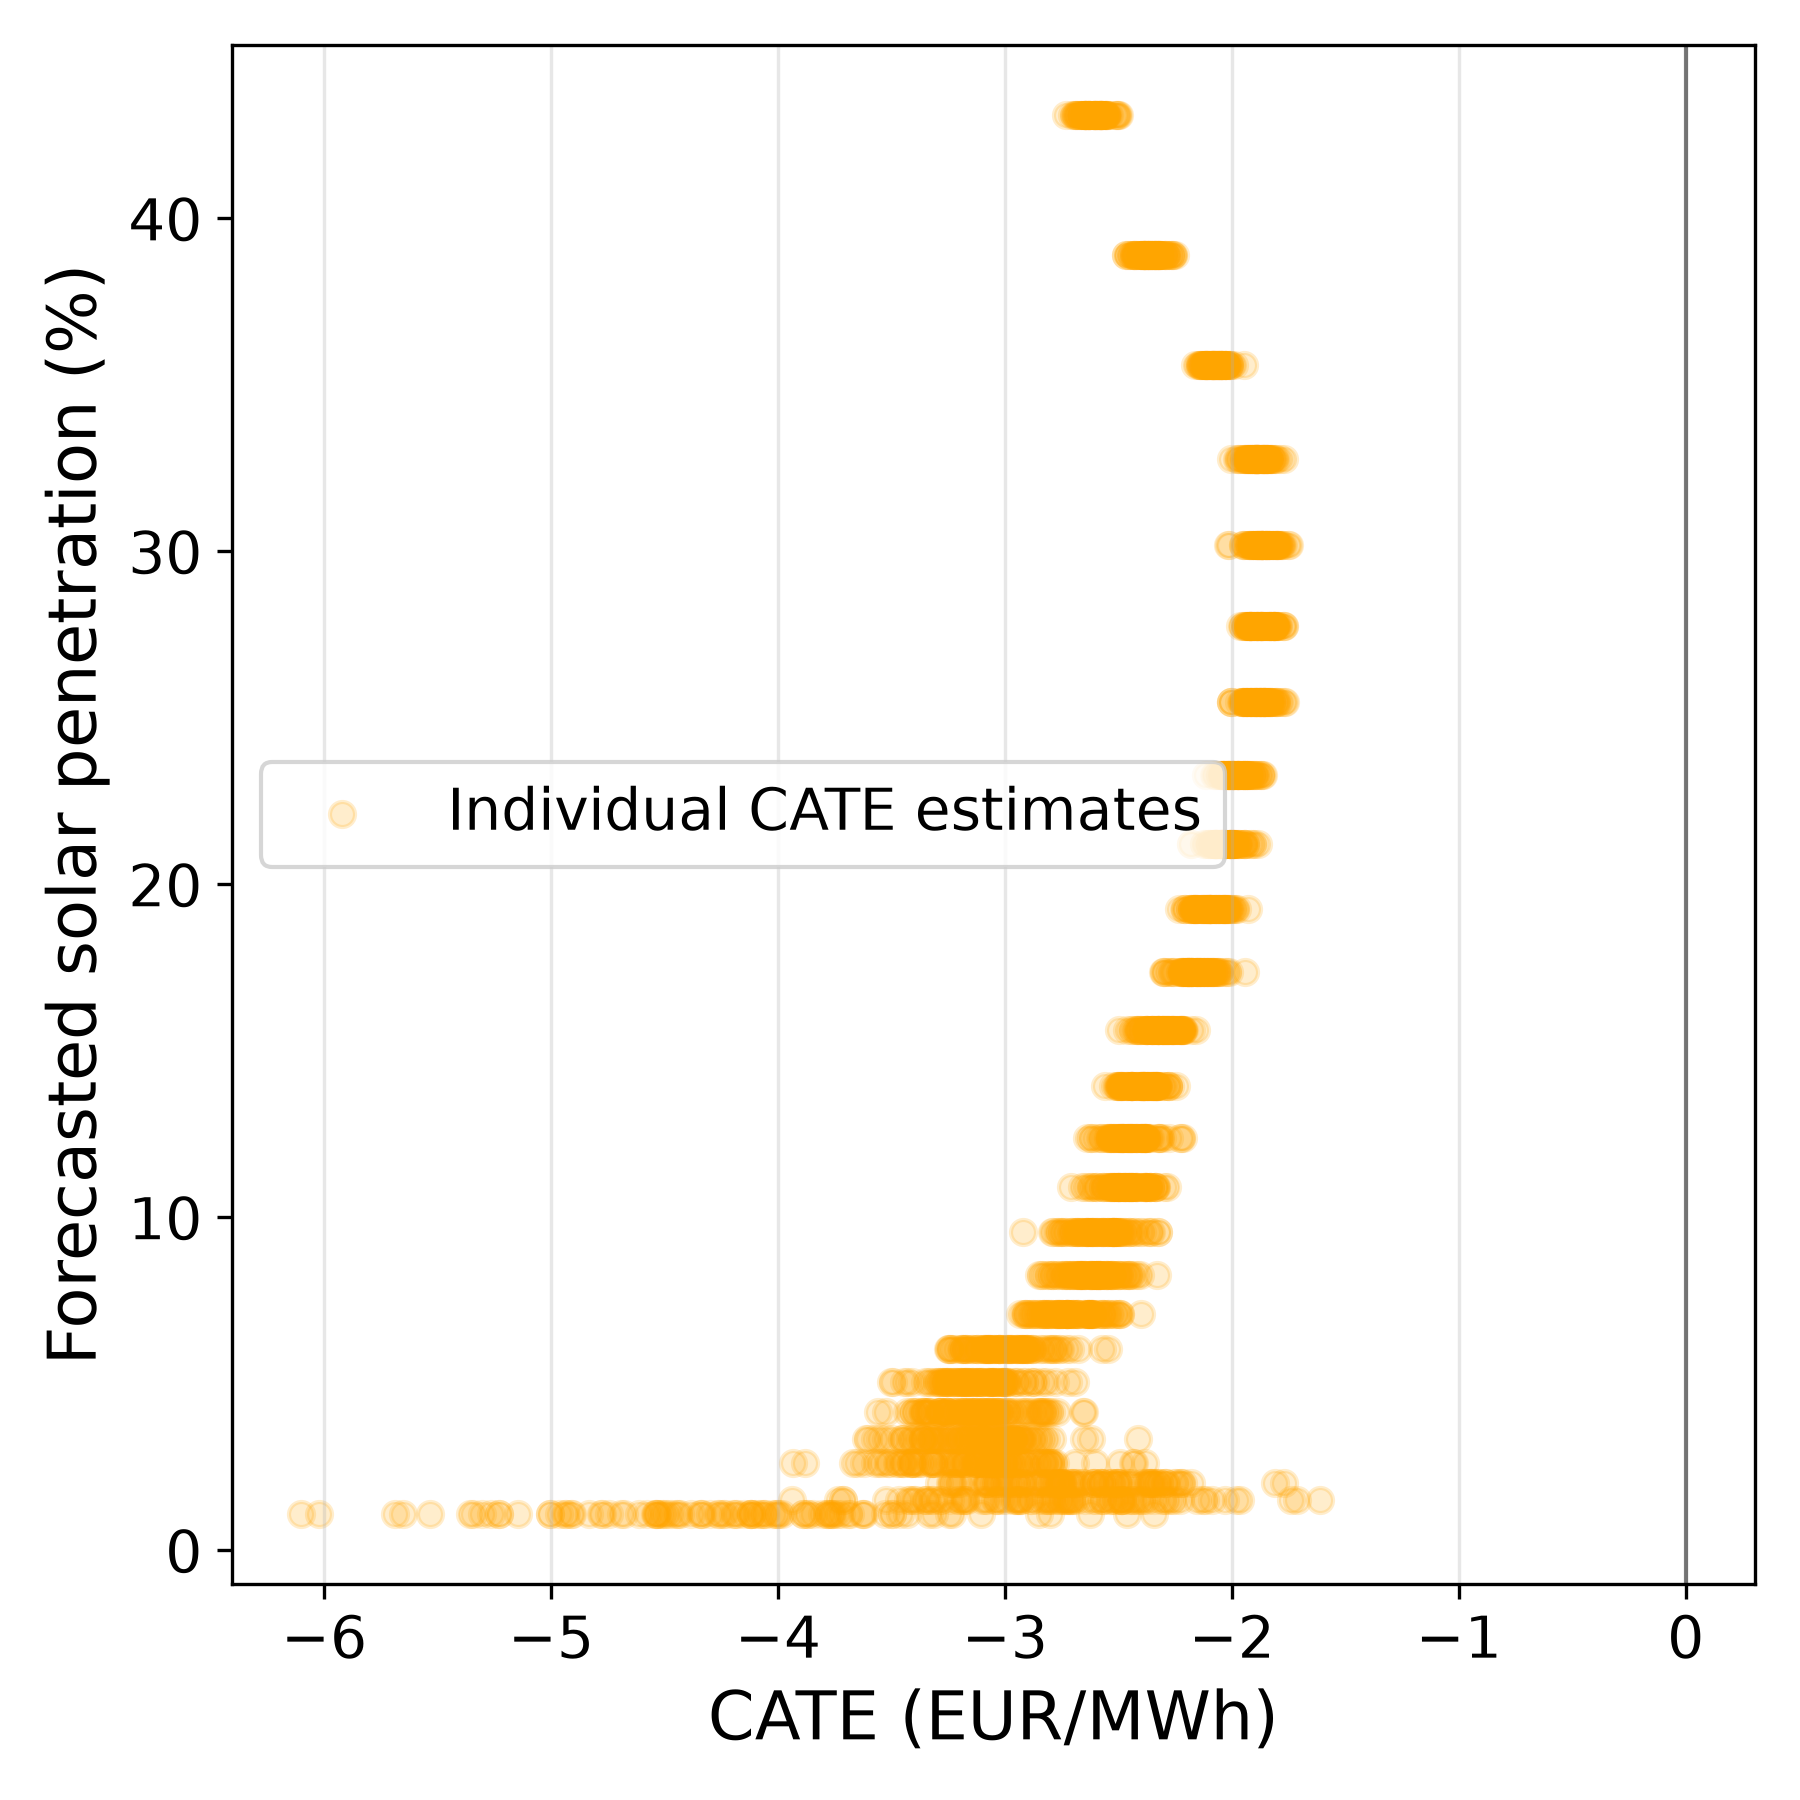 Forecasted solar penetration (%)
40
30
20
10
0
Individual CATE estimates
−6 −5 −4 −3 −2 −1 0
CATE (EUR/MWh)